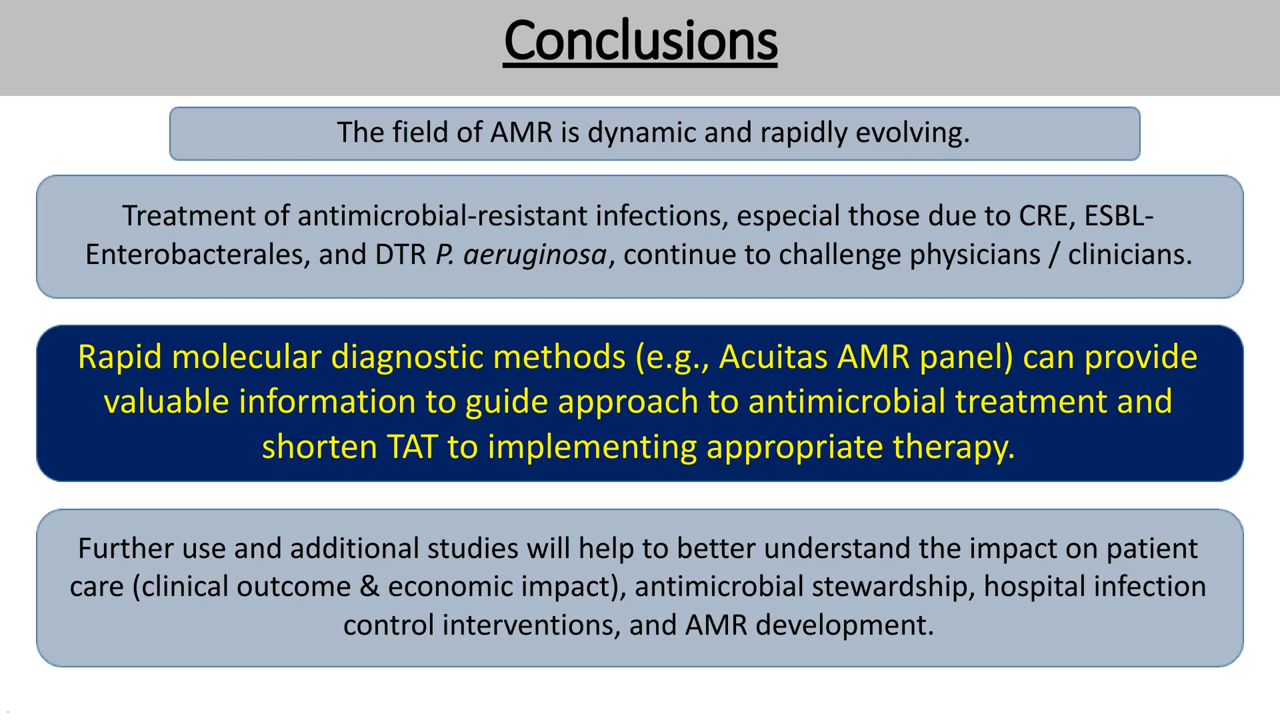 Conclusions
The field of AMR is dynamic and rapidly evolving.
Treatment of antimicrobial-resistant infections, especial those due to CRE, ESBL-
Enterobacterales, and DTR P. aeruginosa, continue to challenge physicians / clinicians.
Rapid molecular diagnostic methods (e.g., Acuitas AMR panel) can provide
valuable information to guide approach to antimicrobial treatment and
shorten TAT to implementing appropriate therapy.
Further use and additional studies will help to better understand the impact on patient
care (clinical outcome & economic impact), antimicrobial stewardship, hospital infection
control interventions, and AMR development.